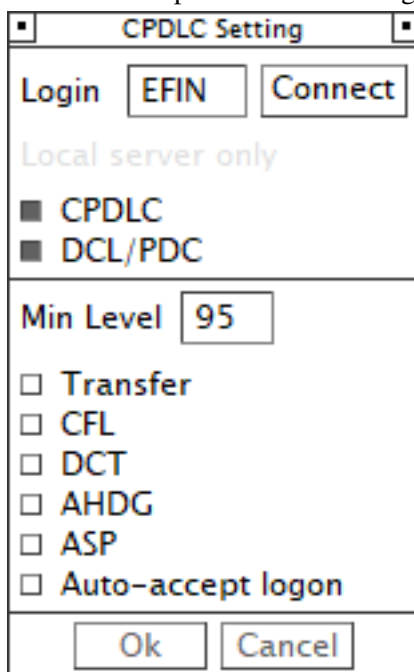 CPDLC Setting
Login EFIN Connect
Local server only
CPDLC
DCL/PDC
Min Level 95
Transfer
CFL
DCT
AHDG
ASP
Auto-accept logon
Ok Cancel